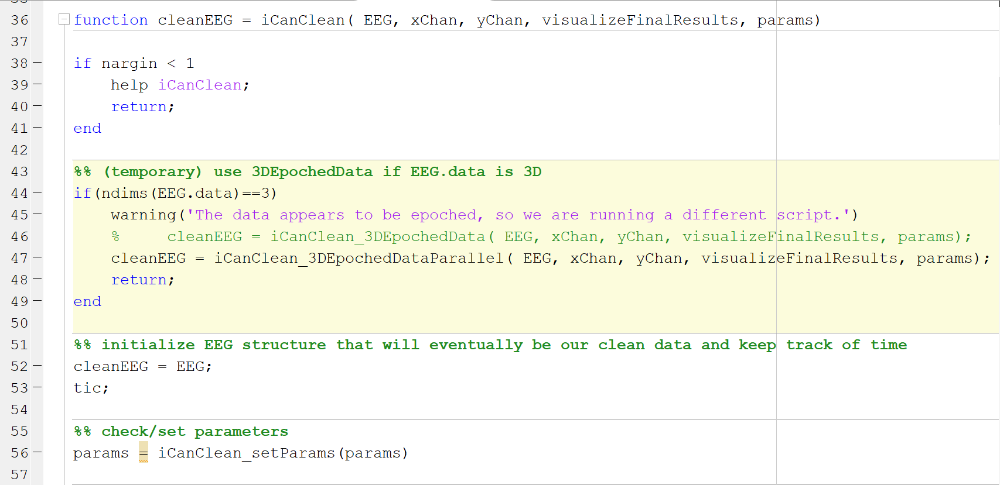 36 function cleanEEG = iCanClean( EEG, xChan, yChan, visualizeFinalResults, params)
37
38 if nargin < 1
39 help iCanClean;
40 return;
41 end
42
43 %% (temporary) use 3DEpochedData if EEG.data is 3D
44 if(ndims(EEG.data)==3)
45 warning('The data appears to be epoched, so we are running a different script.')
46 % cleanEEG = iCanClean_3DEpochedData( EEG, xChan, yChan, visualizeFinalResults, params);
47 cleanEEG = iCanClean_3DEpochedDataParallel( EEG, xChan, yChan, visualizeFinalResults, params);
48 return;
49 end
50
51 %% initialize EEG structure that will eventually be our clean data and keep track of time
52 cleanEEG = EEG;
53 tic;
54
55 %% check/set parameters
56 params = iCanClean_setParams(params)
57